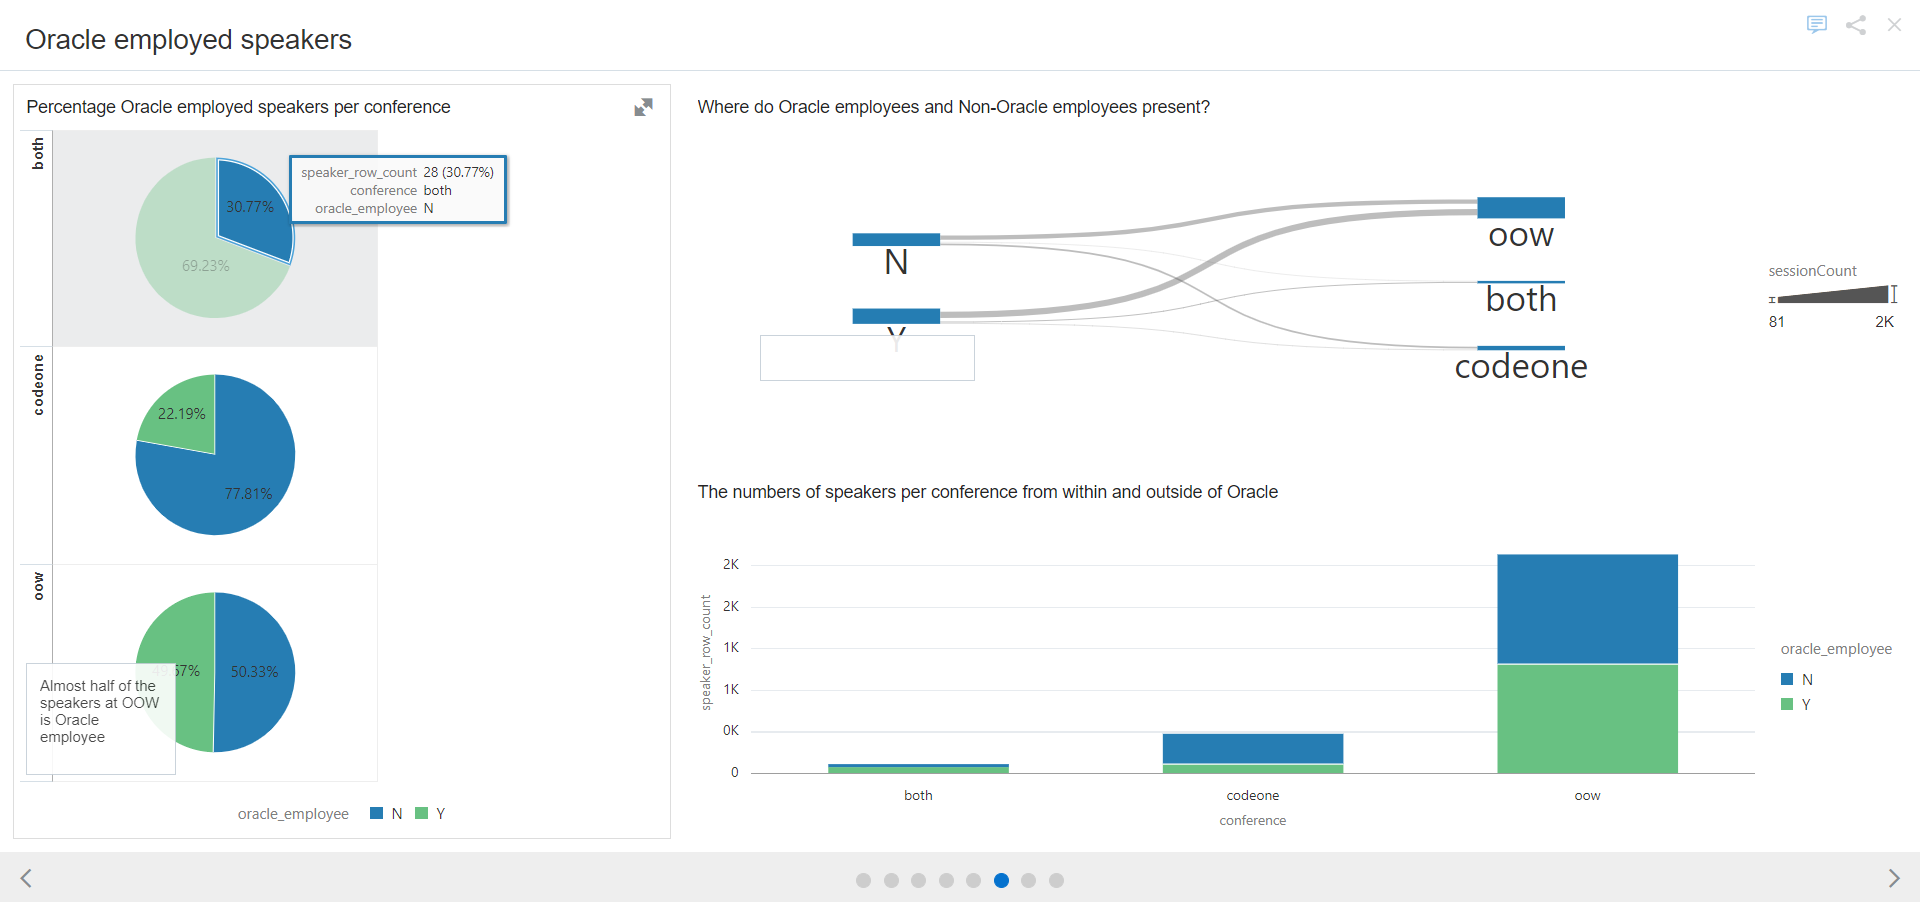 Oracle employed speakers
Percentage Oracle employed speakers per conference
both
30.77%
69.23%
speaker_row_count 28 (30.77%)
conference both
oracle_employee N
codeone
22.19%
77.81%
oow
49.67%
50.33%
Almost half of the
speakers at OOW
is Oracle
employee
oracle_employee N Y
Where do Oracle employees and Non-Oracle employees present?
N
Y
oow
both
codeone
sessionCount
81 2K
The numbers of speakers per conference from within and outside of Oracle
speaker_row_count
2K
2K
1K
1K
0K
0
both codeone oow
conference
oracle_employee
N
Y